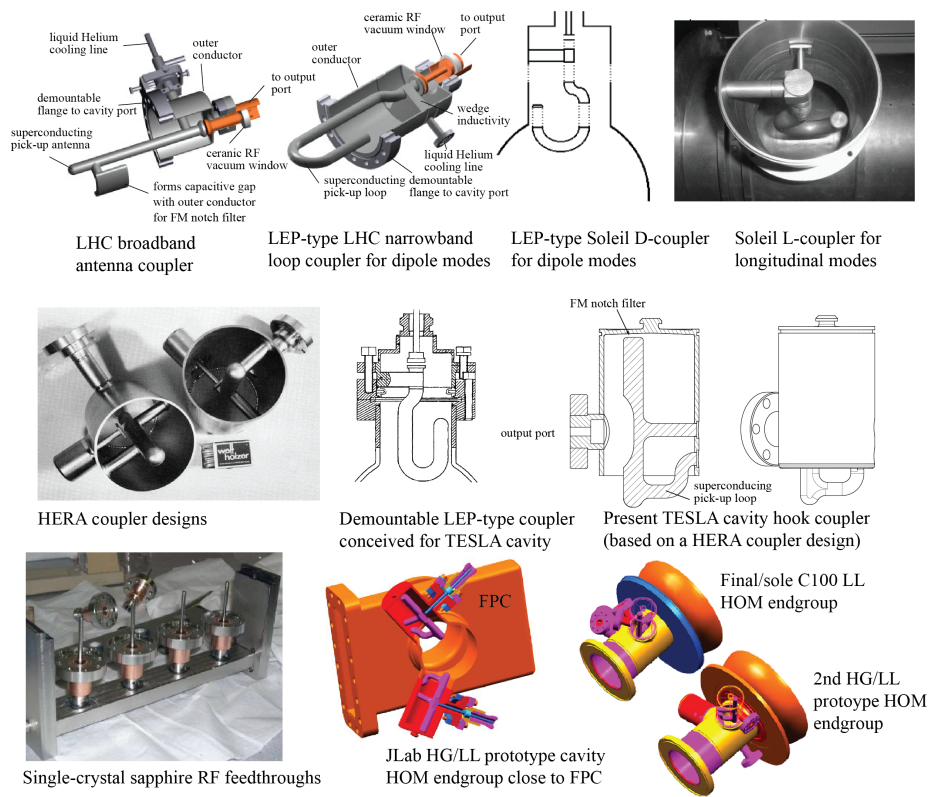 liquid Helium
cooling line
outer
conductor
to output
port
demountable
flange to cavity port
superconducting
pick-up antenna
ceramic RF
vacuum window
forms capacitive gap
with outer conductor
for FM notch filter
LHC broadband
antenna coupler
ceramic RF
vacuum window
to output
port
outer
conductor
wedge
inductivity
liquid Helium
cooling line
superconducting
pick-up loop
demountable
flange to cavity port
LEP-type LHC narrowband
loop coupler for dipole modes
LEP-type Soleil D-coupler
for dipole modes
Soleil L-coupler for
longitudinal modes
wolf
holzer
HERA coupler designs
Demountable LEP-type coupler
conceived for TESLA cavity
FM notch filter
output port
superconducing
pick-up loop
Present TESLA cavity hook coupler
(based on a HERA coupler design)
Single-crystal sapphire RF feedthroughs
FPC
JLab HG/LL prototype cavity
HOM endgroup close to FPC
Final/sole C100 LL
HOM endgroup
2nd HG/LL
protoype HOM
endgroup